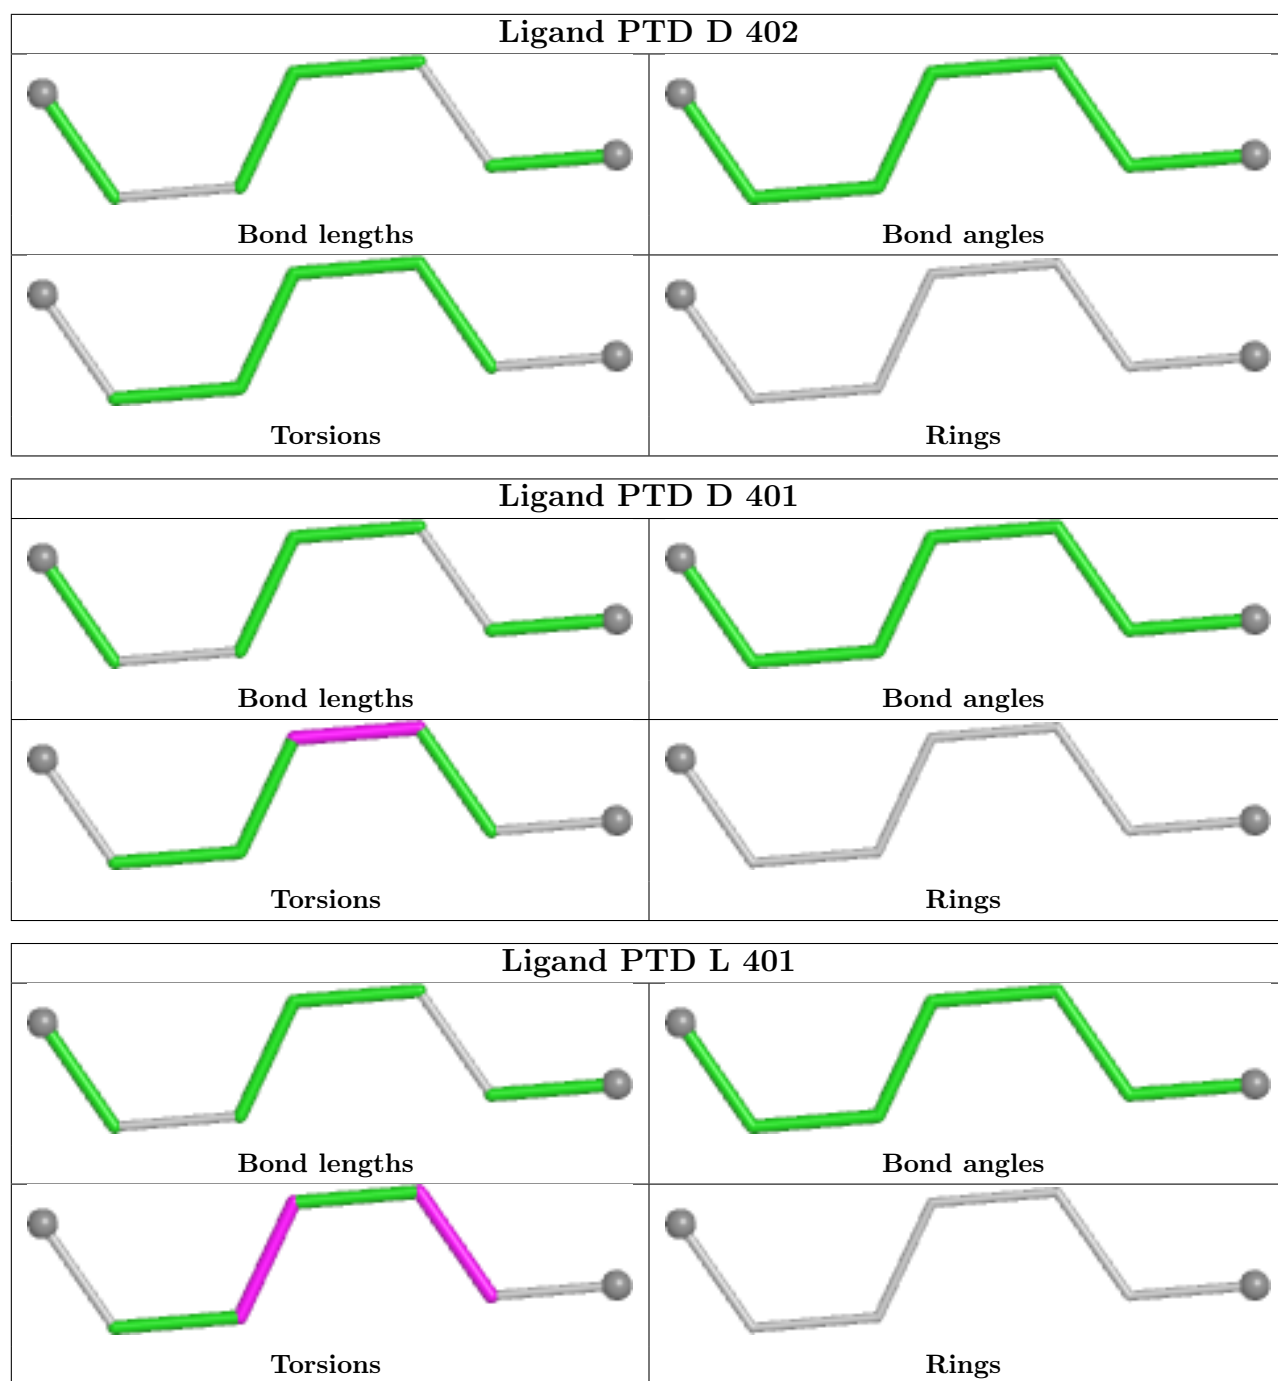 Ligand PTD D 402
Bond lengths
Bond angles
Torsions
Rings
Ligand PTD D 401
Bond lengths
Bond angles
Torsions
Rings
Ligand PTD L 401
Bond lengths
Bond angles
Torsions
Rings